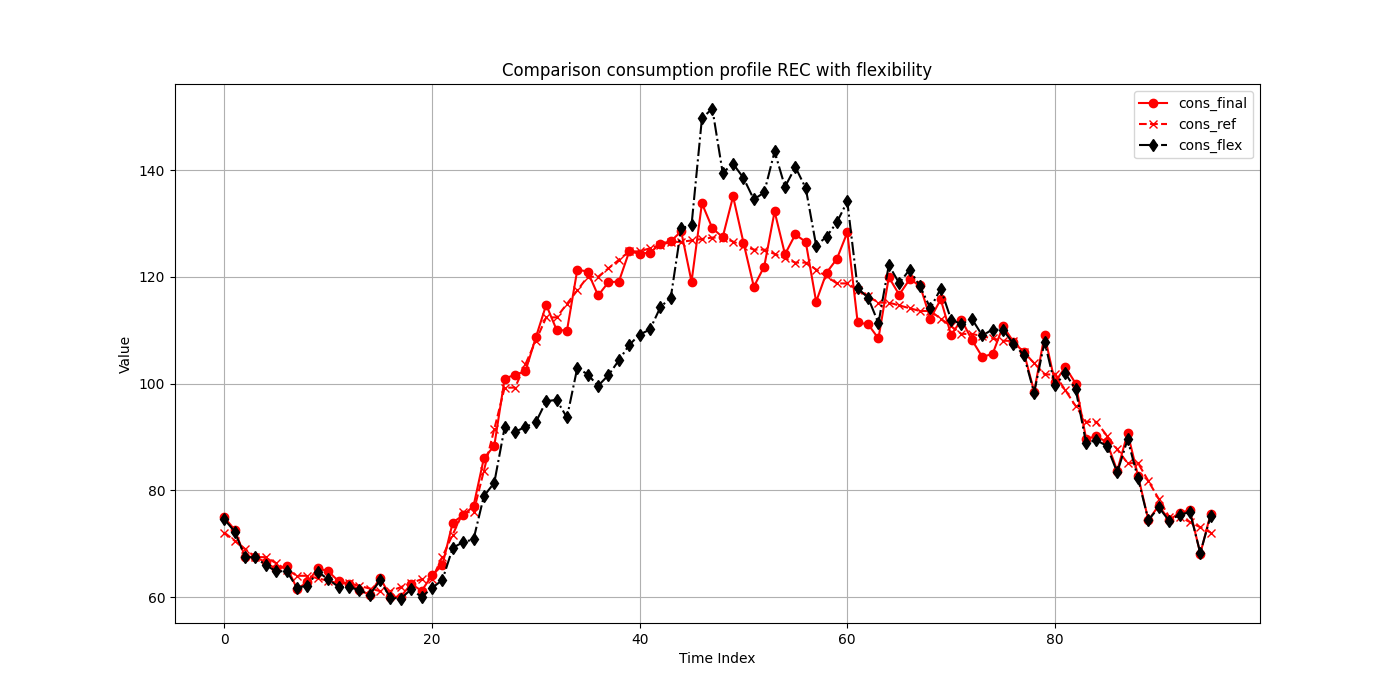 Comparison consumption profile REC with flexibility
cons_final
cons_ref
cons_flex
Value
140
120
100
80
60
0 20 40 60 80
Time Index